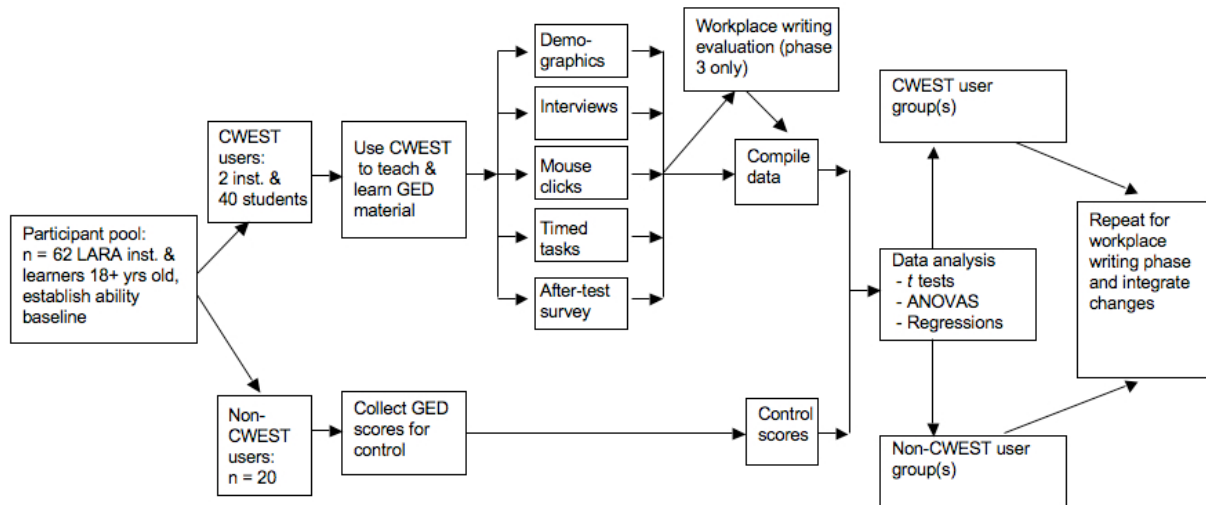 Participant pool:
n = 62 LARA inst. &
learners 18+ yrs old,
establish ability
baseline
CWEST
users:
2 inst. &
40 students
Non-
CWEST
users:
n = 20
Use CWEST
to teach &
learn GED
material
Collect GED
scores for
control
Demo-
graphics
Interviews
Mouse
clicks
Timed
tasks
After-test
survey
Workplace writing
evaluation (phase
3 only)
Compile
data
Control
scores
Data analysis
- t tests
- ANOVAS
- Regressions
CWEST user
group(s)
Non-CWEST user
group(s)
Repeat for
workplace
writing phase
and integrate
changes